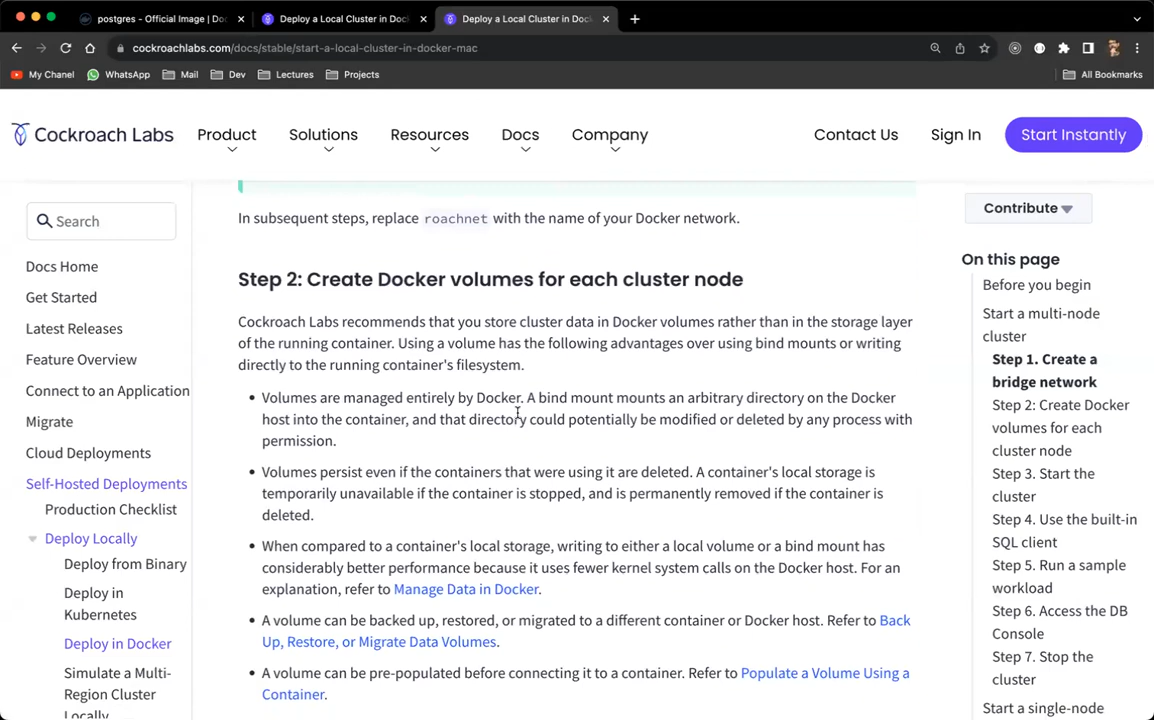 postgres - Official Image | Doc
Deploy a Local Cluster in Dock
Deploy a Local Cluster in Dock
cockroachlabs.com/docs/stable/start-a-local-cluster-in-docker-mac
My Chanel
WhatsApp
Mail
Dev
Lectures
Projects
All Bookmarks
Cockroach Labs
Product
Solutions
Resources
Docs
Company
Contact Us
Sign In
Start Instantly
Search
Docs Home
Get Started
Latest Releases
Feature Overview
Connect to an Application
Migrate
Cloud Deployments
Self-Hosted Deployments
Production Checklist
Deploy Locally
Deploy from Binary
Deploy in
Kubernetes
Deploy in Docker
Simulate a Multi-
Region Cluster
Locally
In subsequent steps, replace roachnet with the name of your Docker network.
Step 2: Create Docker volumes for each cluster node
Cockroach Labs recommends that you store cluster data in Docker volumes rather than in the storage layer
of the running container. Using a volume has the following advantages over using bind mounts or writing
directly to the running container's filesystem.
• Volumes are managed entirely by Docker. A bind mount mounts an arbitrary directory on the Docker
host into the container, and that directory could potentially be modified or deleted by any process with
permission.
• Volumes persist even if the containers that were using it are deleted. A container's local storage is
temporarily unavailable if the container is stopped, and is permanently removed if the container is
deleted.
• When compared to a container's local storage, writing to either a local volume or a bind mount has
considerably better performance because it uses fewer kernel system calls on the Docker host. For an
explanation, refer to Manage Data in Docker.
• A volume can be backed up, restored, or migrated to a different container or Docker host. Refer to Back
Up, Restore, or Migrate Data Volumes.
• A volume can be pre-populated before connecting it to a container. Refer to Populate a Volume Using a
Container.
Contribute
On this page
Before you begin
Start a multi-node
cluster
Step 1. Create a
bridge network
Step 2: Create Docker
volumes for each
cluster node
Step 3. Start the
cluster
Step 4. Use the built-in
SQL client
Step 5. Run a sample
workload
Step 6. Access the DB
Console
Step 7. Stop the
cluster
Start a single-node